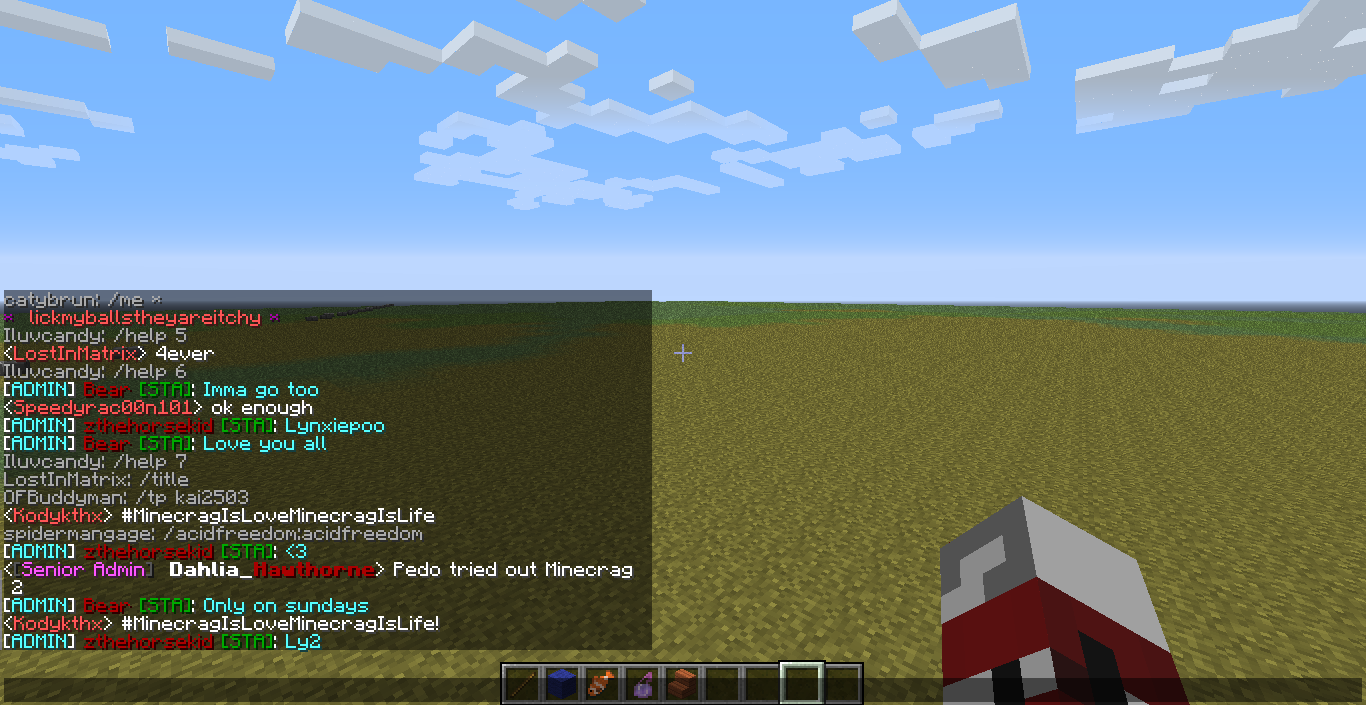 catybrun: /me *
* lickmyballstheyareitchy *
Iluvcandy: /help 5
<LostInMatrix> 4ever
Iluvcandy: /help 6
[ADMIN] Bear [STA]: Imma go too
<Speedyrac00n101> ok enough
[ADMIN] zthehorsekid [STA]: Lynxiepoo
[ADMIN] Bear [STA]: Love you all
Iluvcandy: /help 7
LostInMatrix: /title
OFBuddyman: /tp kai2503
<Kodykthx> #MinecragIsLoveMinecragIsLife
spidermangage: /acidfreedom:acidfreedom
[ADMIN] zthehorsekid [STA]: <3
<[Senior Admin] Dahlia_Hawthorne> Pedo tried out Minecrag
2
[ADMIN] Bear [STA]: Only on sundays
<Kodykthx> #MinecragIsLoveMinecragIsLife!
[ADMIN] zthehorsekid [STA]: Ly2